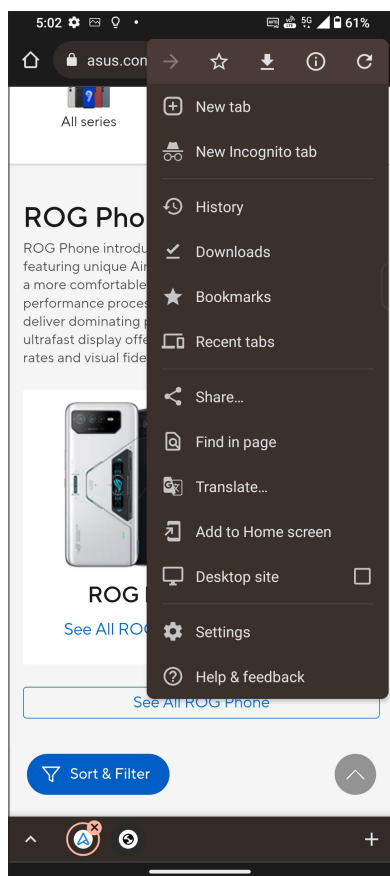 5:02
5G
61%
asus.con
All series
New tab
New Incognito tab
History
Downloads
Bookmarks
Recent tabs
Share...
Find in page
Translate...
Add to Home screen
Desktop site
Settings
Help & feedback
ROG Pho
ROG Phone introdu
featuring unique Air
a more comfortable
performance proces
deliver dominating
ultrafast display offe
rates and visual fide
ROG
See All RO
See All ROG Phone
Sort & Filter